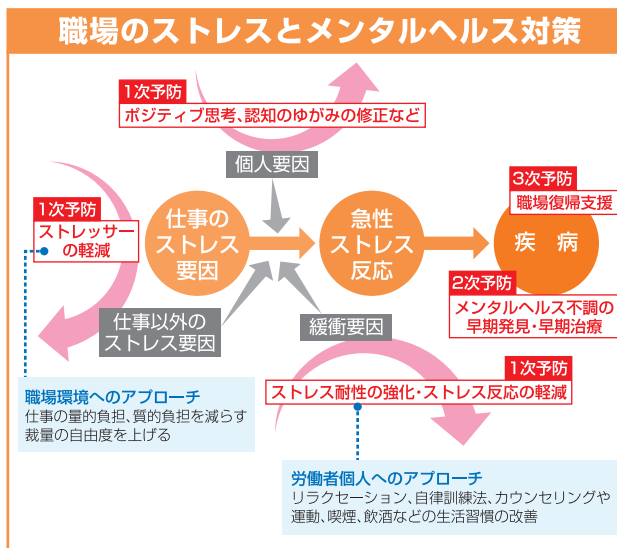 職場のストレスとメンタルヘルス対策
1次予防
ポジティブ思考、認知のゆがみの修正など
個人要因
3次予防
職場復帰支援
1次予防
ストレッサー
の軽減
仕事の
ストレス
要因
急性
ストレス
反応
疾病
2次予防
メンタルヘルス不調の
早期発見・早期治療
仕事以外の
ストレス要因
緩衝要因
1次予防
ストレス耐性の強化・ストレス反応の軽減
職場環境へのアプローチ
仕事の量的負担、質的負担を減らす
裁量の自由度を上げる
労働者個人へのアプローチ
リラクセーション、自律訓練法、カウンセリングや
運動、喫煙、飲酒などの生活習慣の改善